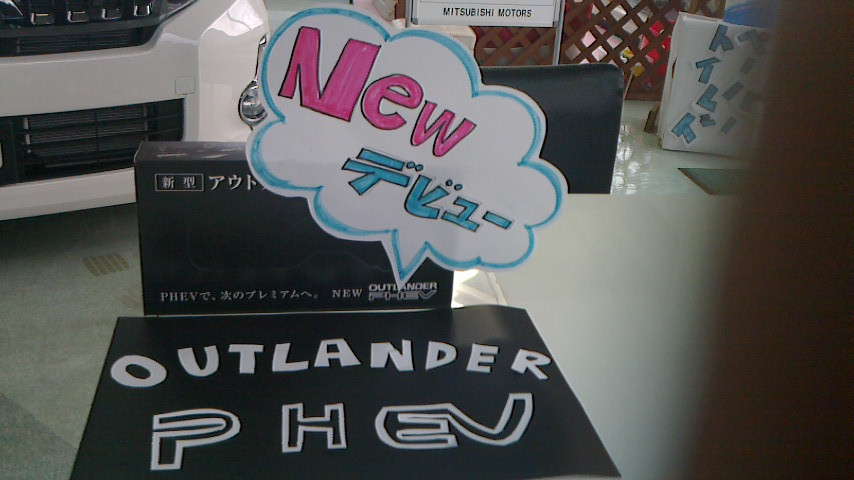 MITSUBISHI MOTORS
New
デビュー
新型 アウト
PHEVで、次のプレミアムへ。 NEW OUTLANDER PHEV
OUTLANDER
PHEV